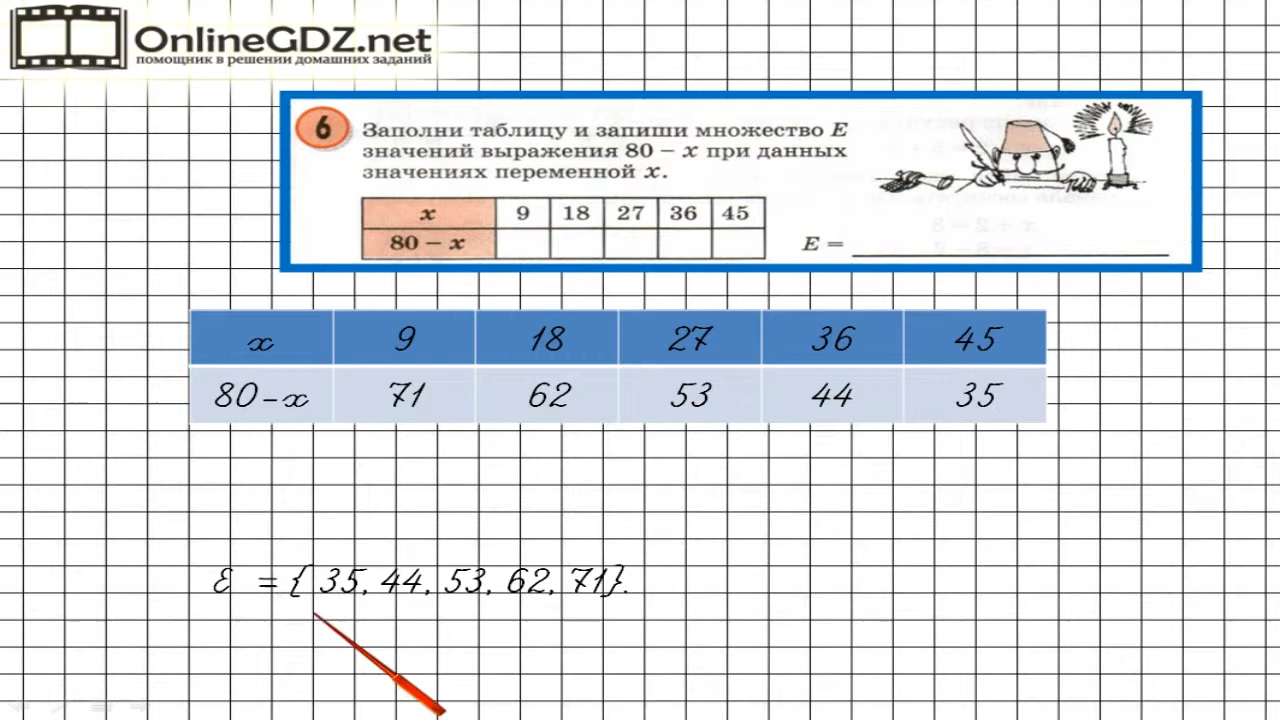 OnlineGDZ.net
помощник в решении домашних заданий
6
Заполни таблицу и запиши множество E
значений выражения 80 – x при данных
значениях переменной x.
x 9 18 27 36 45
80 – x
E =
x 9 18 27 36 45
80-x 71 62 53 44 35
E = { 35, 44, 53, 62, 71}.